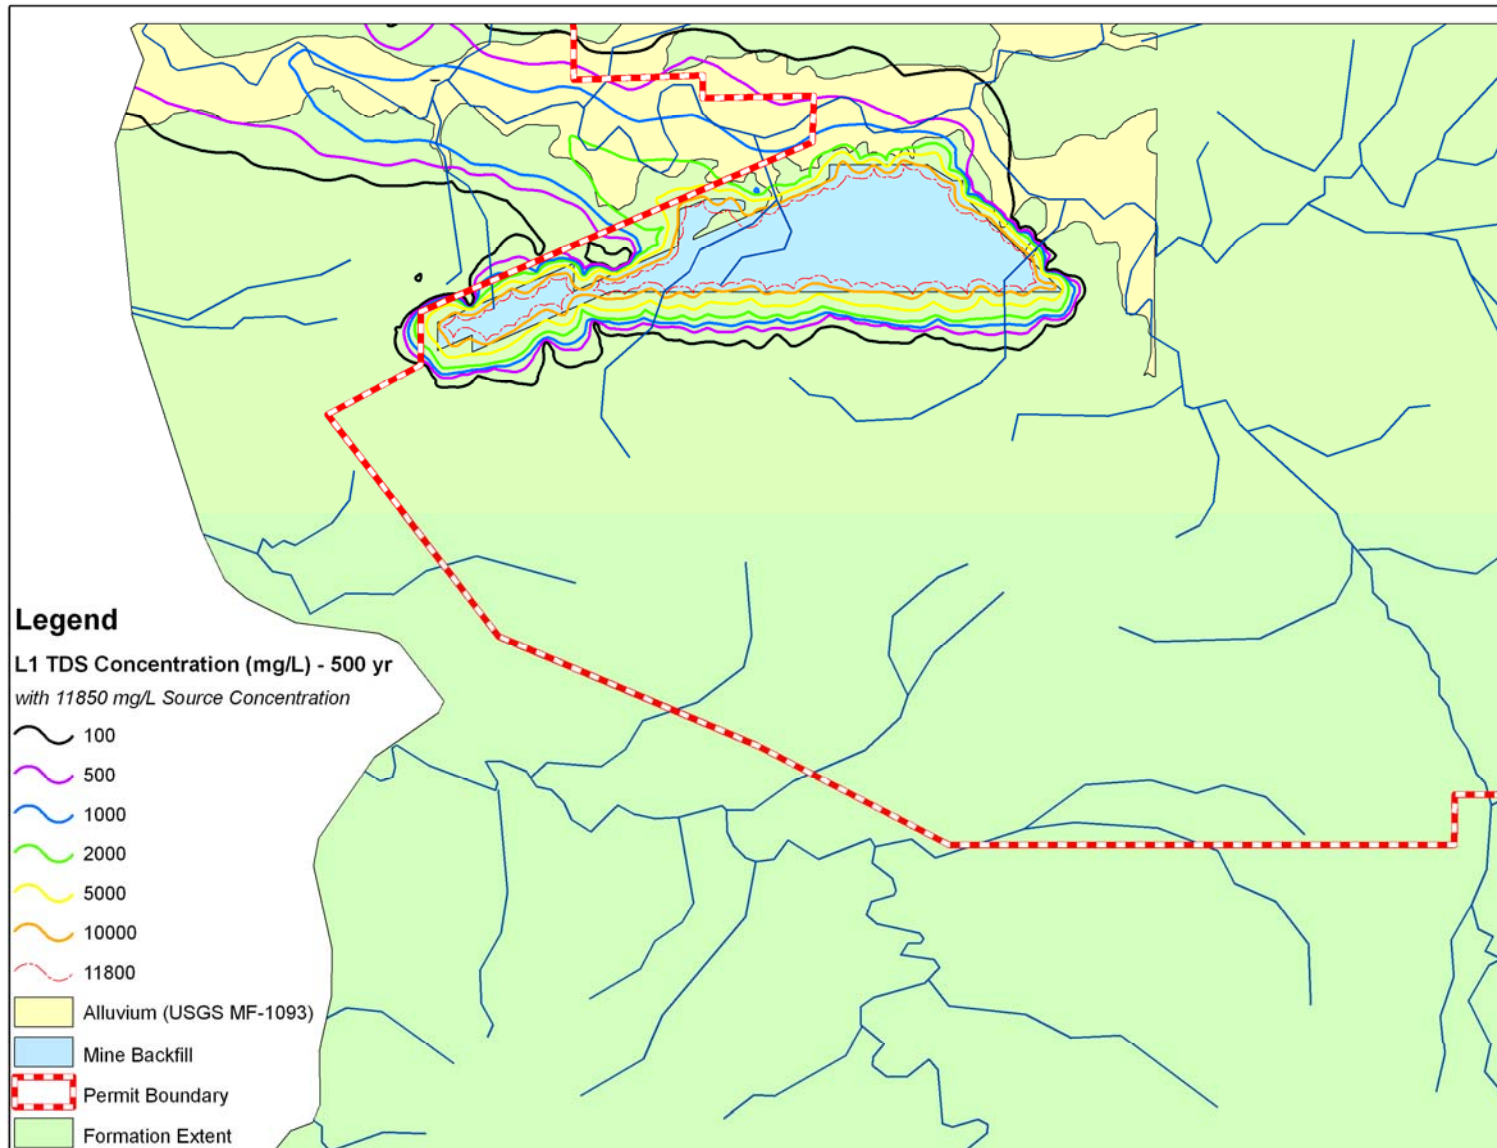 Legend
L1 TDS Concentration (mg/L) - 500 yr
with 11850 mg/L Source Concentration
100
500
1000
2000
5000
10000
11800
Alluvium (USGS MF-1093)
Mine Backfill
Permit Boundary
Formation Extent